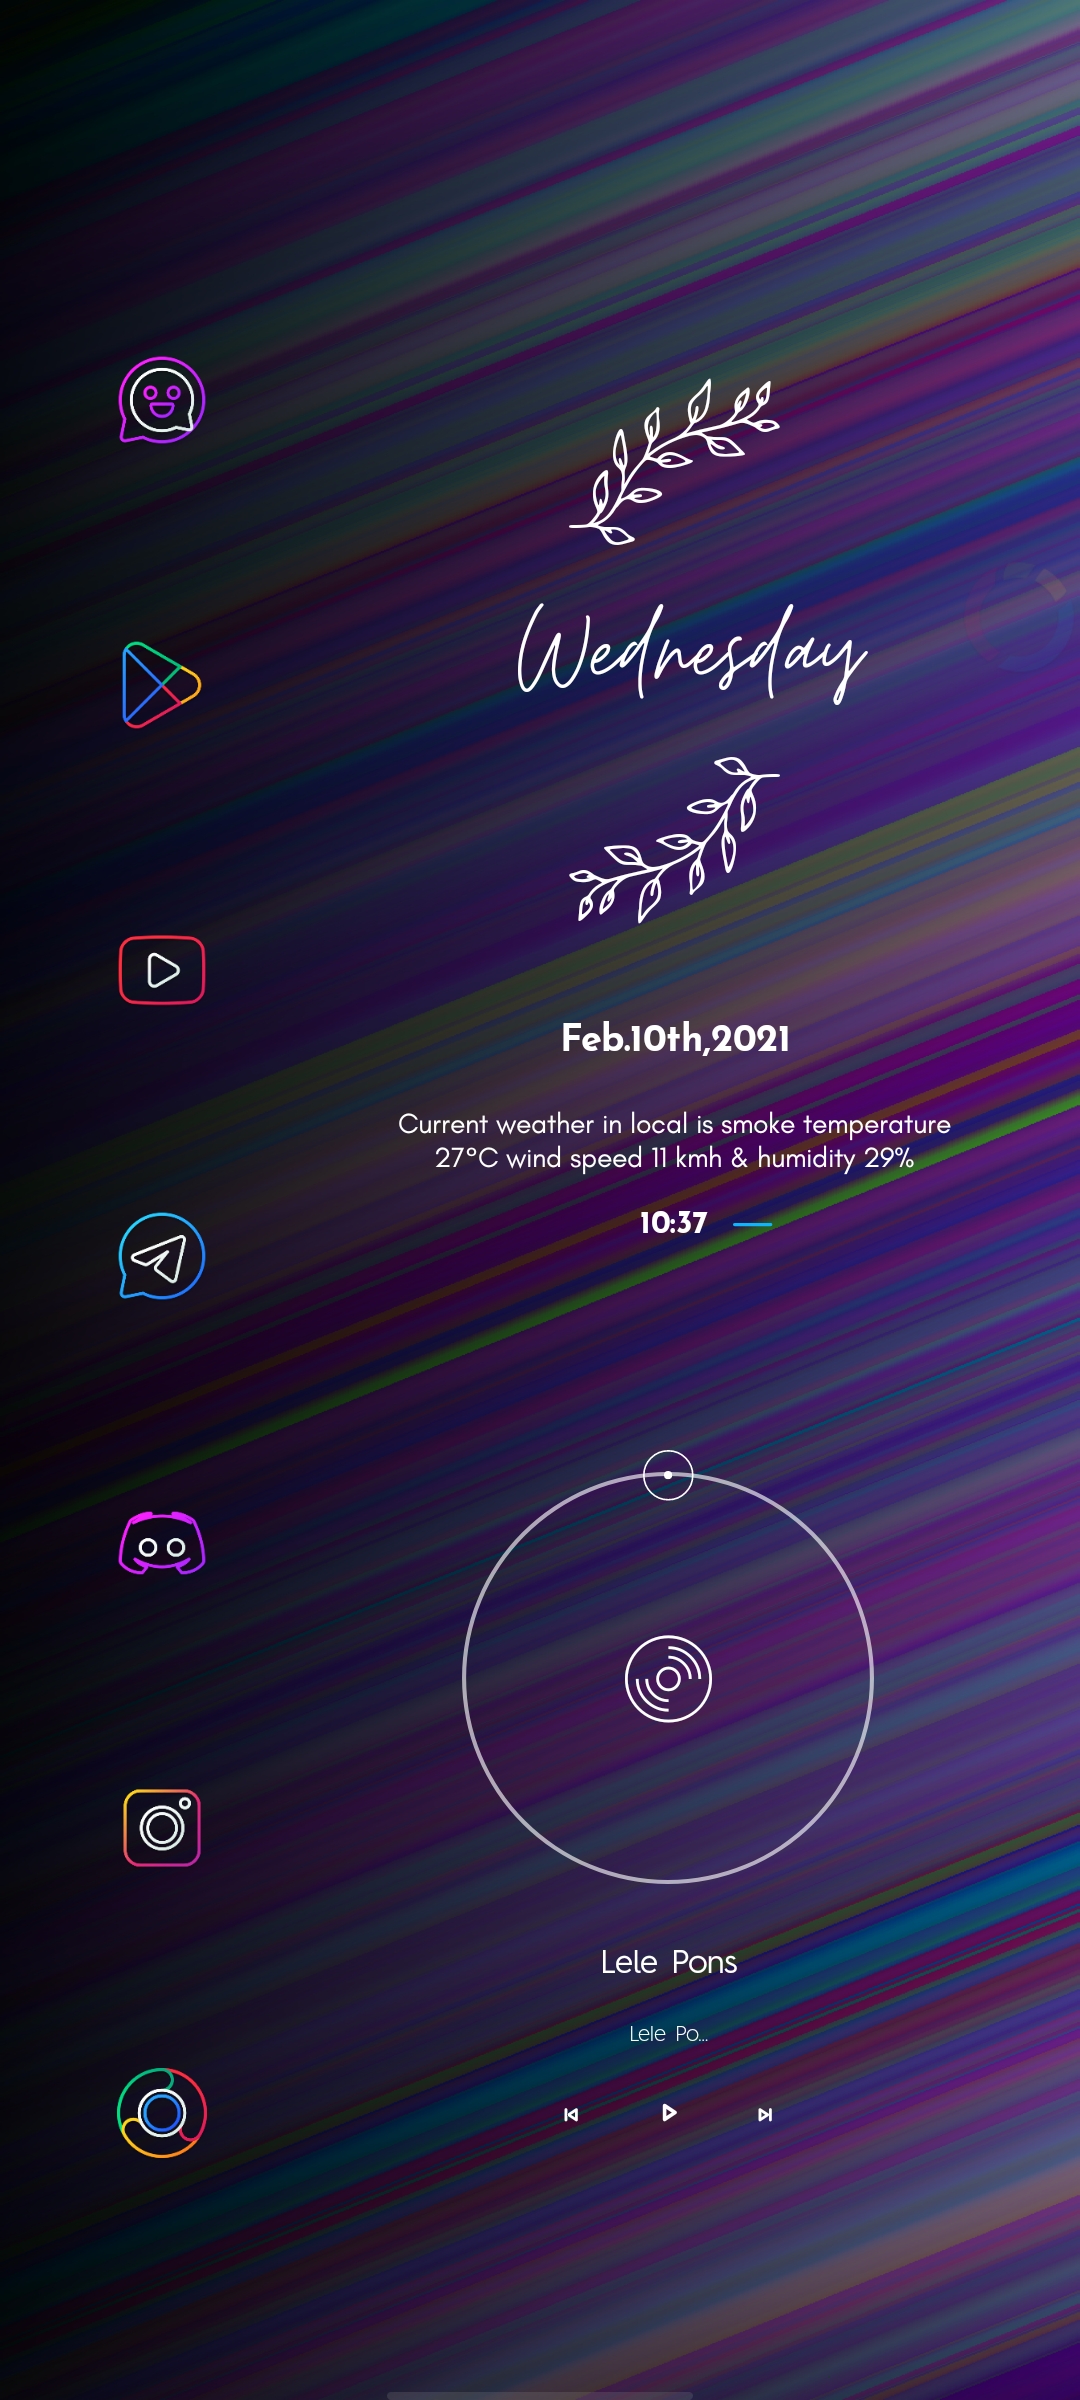 Wednesday
Feb.10th,2021
Current weather in local is smoke temperature
27°C wind speed 11 kmh & humidity 29%
10:37
Lele Pons
Lele Po...